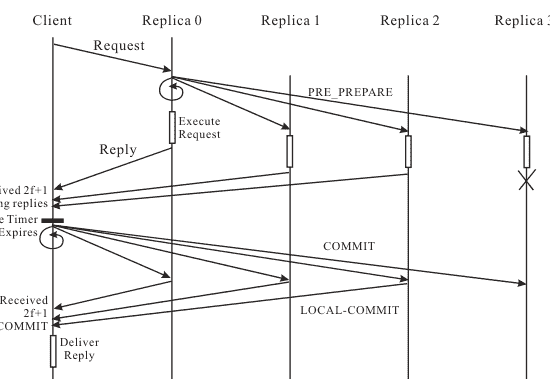 Client
Replica 0
Replica 1
Replica 2
Replica
Request
PRE_PREPARE
Execute
Request
Reply
2f+1
replies
Timer
Expires
COMMIT
Received
2f+1
COMMIT
LOCAL-COMMIT
Deliver
Reply